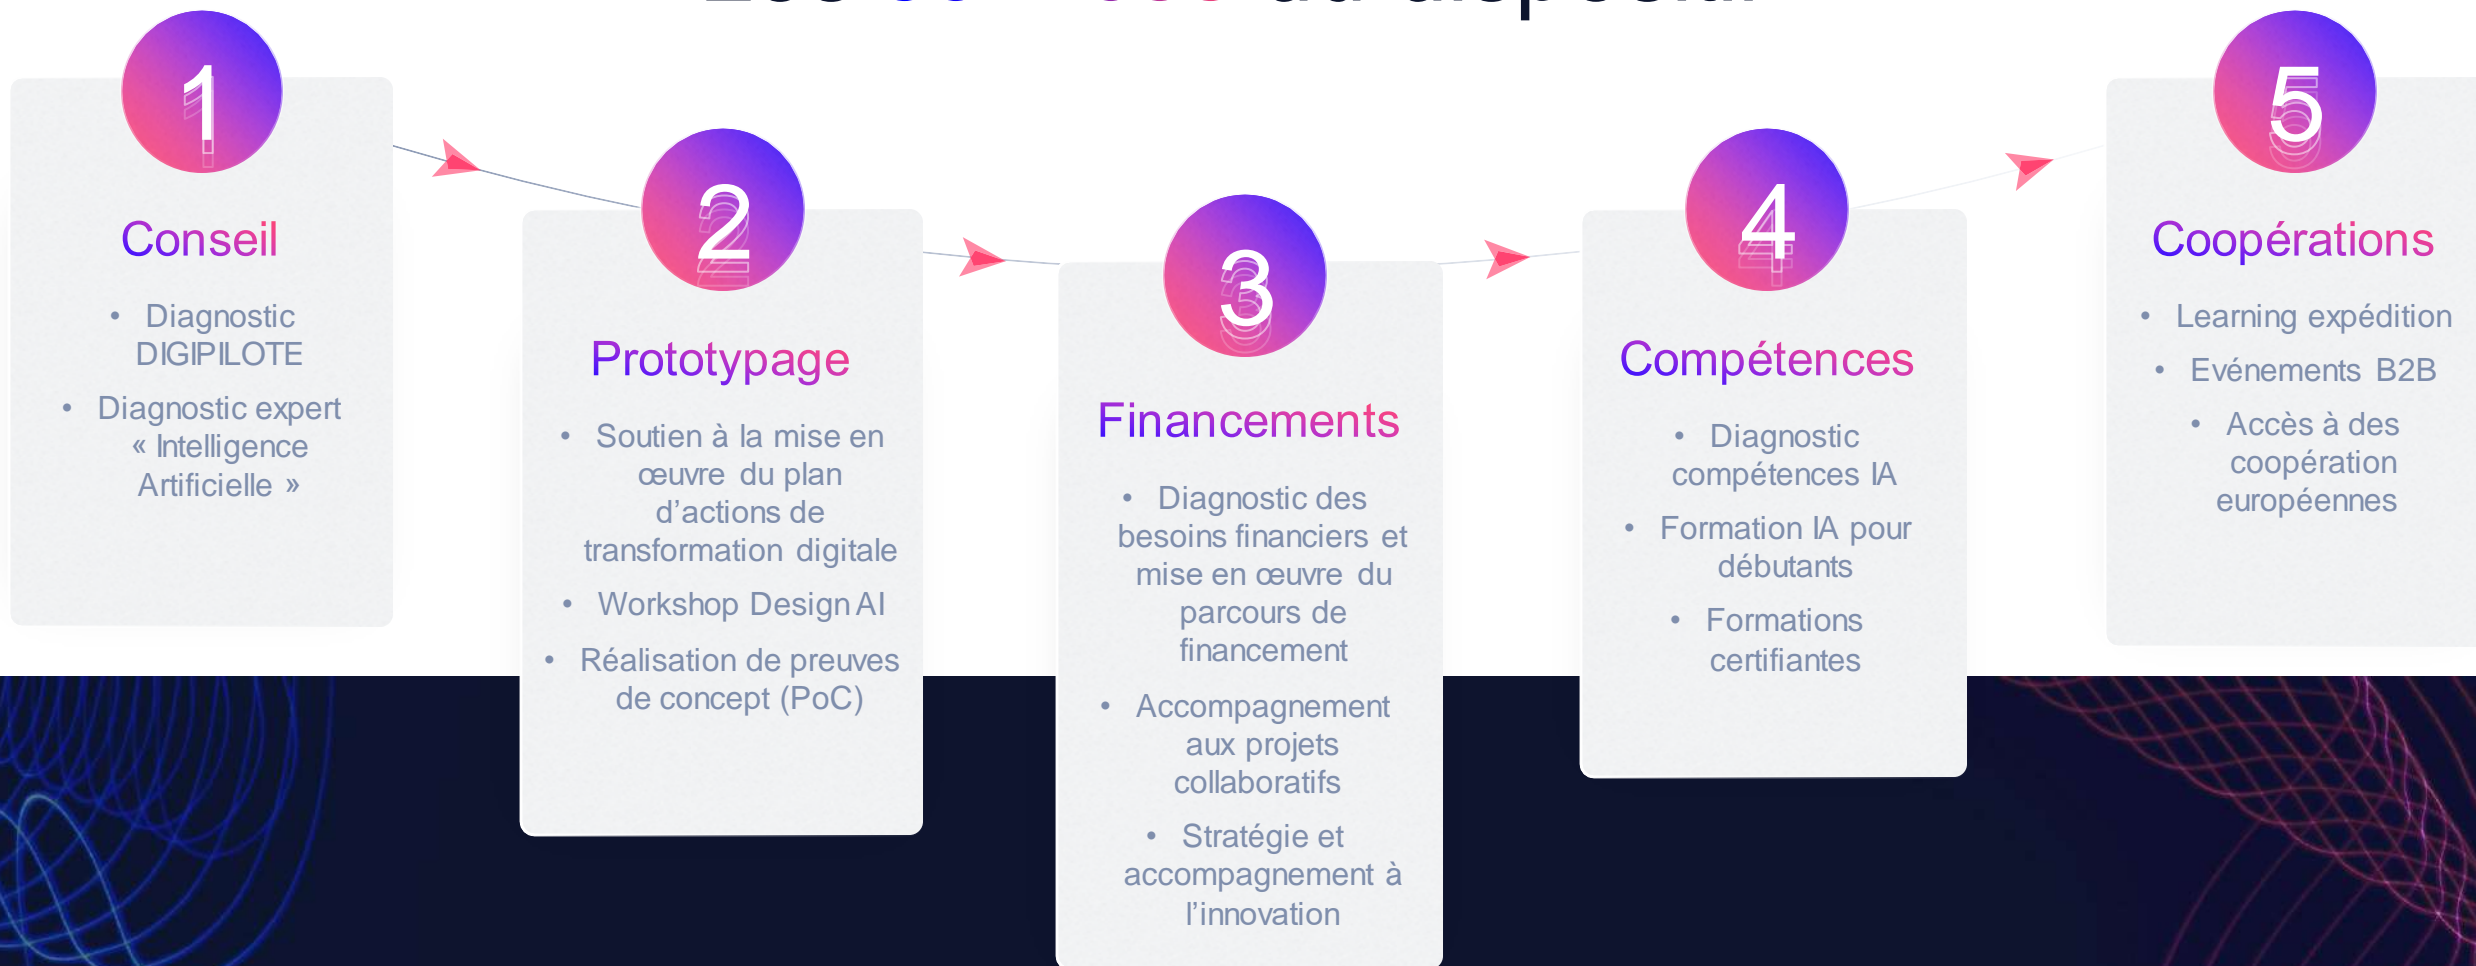 du dispositif
1
Conseil
• Diagnostic
DIGIPILOTE
• Diagnostic expert
« Intelligence
Artificielle »
2
Prototypage
• Soutien à la mise en
œuvre du plan
d’actions de
transformation digitale
• Workshop Design AI
• Réalisation de preuves
de concept (PoC)
3
Financements
• Diagnostic des
besoins financiers et
mise en œuvre du
parcours de
financement
• Accompagnement
aux projets
collaboratifs
• Stratégie et
accompagnement à
l’innovation
4
Compétences
• Diagnostic
compétences IA
• Formation IA pour
débutants
• Formations
certifiantes
5
Coopérations
• Learning expédition
• Evénements B2B
• Accès à des
coopération
européennes